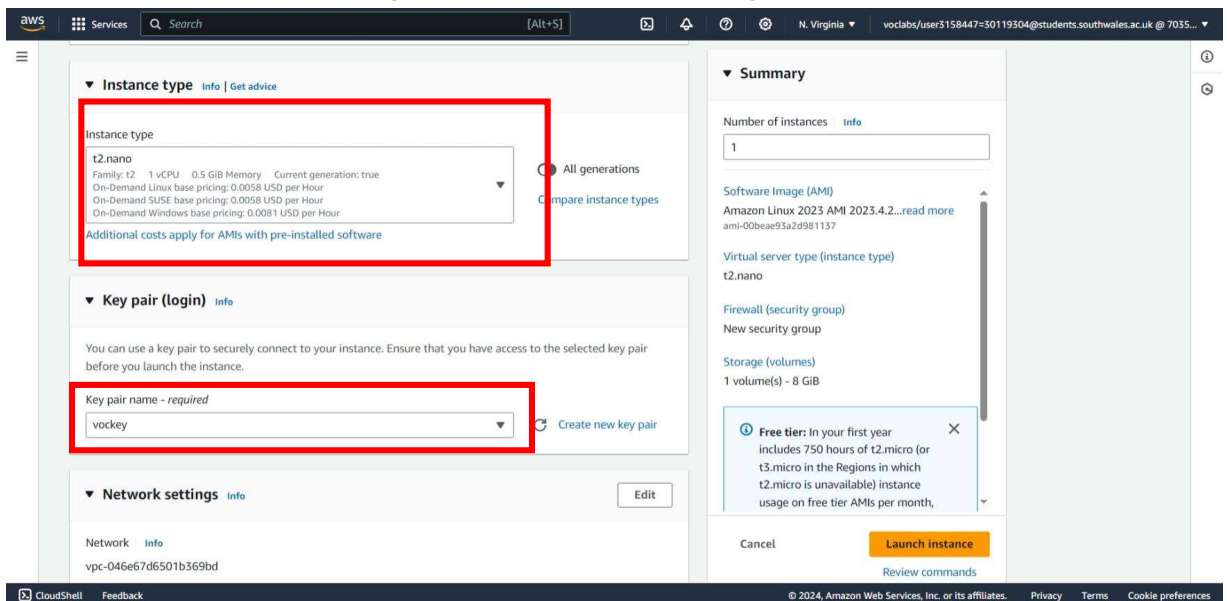 aws
Services
Search
[Alt+S]
N. Virginia
voclabs/user3158447=30119304@students.southwales.ac.uk @ 7035...
Instance type Info | Get advice
Instance type
t2.nano
Family: t2 1 vCPU 0.5 GiB Memory Current generation: true
On-Demand Linux base pricing: 0.0058 USD per Hour
On-Demand SUSE base pricing: 0.0058 USD per Hour
On-Demand Windows base pricing: 0.0081 USD per Hour
All generations
Compare instance types
Additional costs apply for AMIs with pre-installed software
Key pair (login) Info
You can use a key pair to securely connect to your instance. Ensure that you have access to the selected key pair
before you launch the instance.
Key pair name - required
vockey
Create new key pair
Network settings Info
Edit
Network Info
vpc-046e67d6501b369bd
Summary
Number of instances Info
1
Software Image (AMI)
Amazon Linux 2023 AMI 2023.4.2...read more
ami-00beae93a2d981137
Virtual server type (instance type)
t2.nano
Firewall (security group)
New security group
Storage (volumes)
1 volume(s) - 8 GiB
Free tier: In your first year
includes 750 hours of t2.micro (or
t3.micro in the Regions in which
t2.micro is unavailable) instance
usage on free tier AMIs per month,
Cancel
Launch instance
Review commands
CloudShell
Feedback
© 2024, Amazon Web Services, Inc. or its affiliates.
Privacy
Terms
Cookie preferences